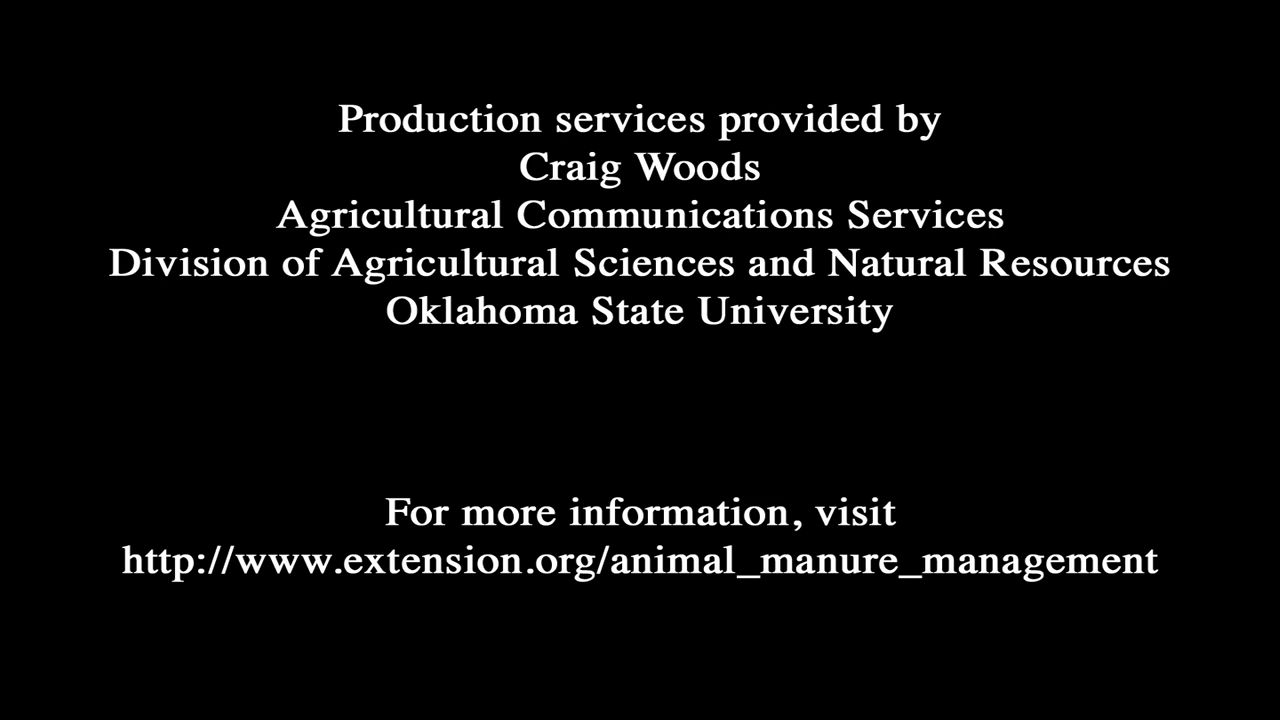 Production services provided by
Craig Woods
Agricultural Communications Services
Division of Agricultural Sciences and Natural Resources
Oklahoma State University
For more information, visit
http://www.extension.org/animal_manure_management